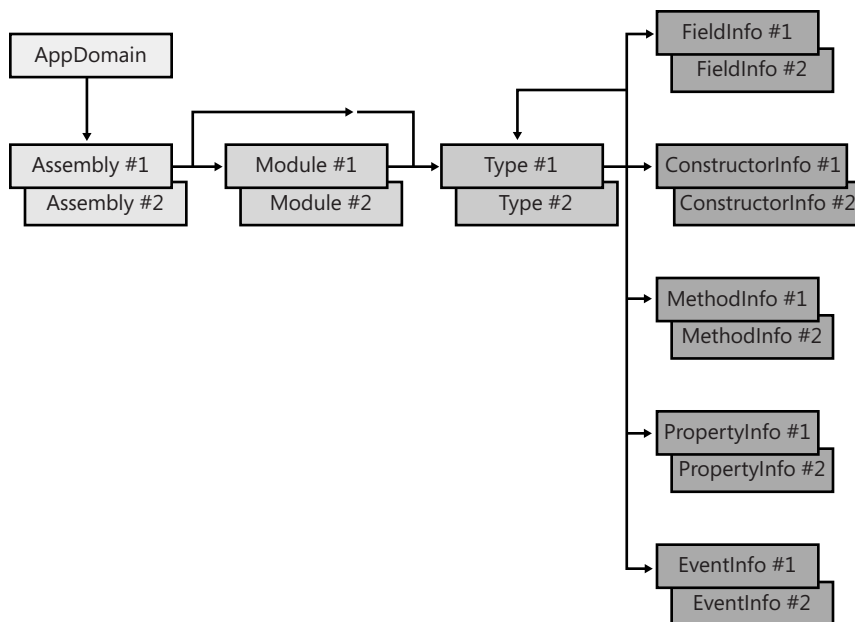 AppDomain
Assembly #1
Assembly #2
Module #1
Module #2
Type #1
Type #2
FieldInfo #1
FieldInfo #2
ConstructorInfo #1
ConstructorInfo #2
MethodInfo #1
MethodInfo #2
PropertyInfo #1
PropertyInfo #2
EventInfo #1
EventInfo #2